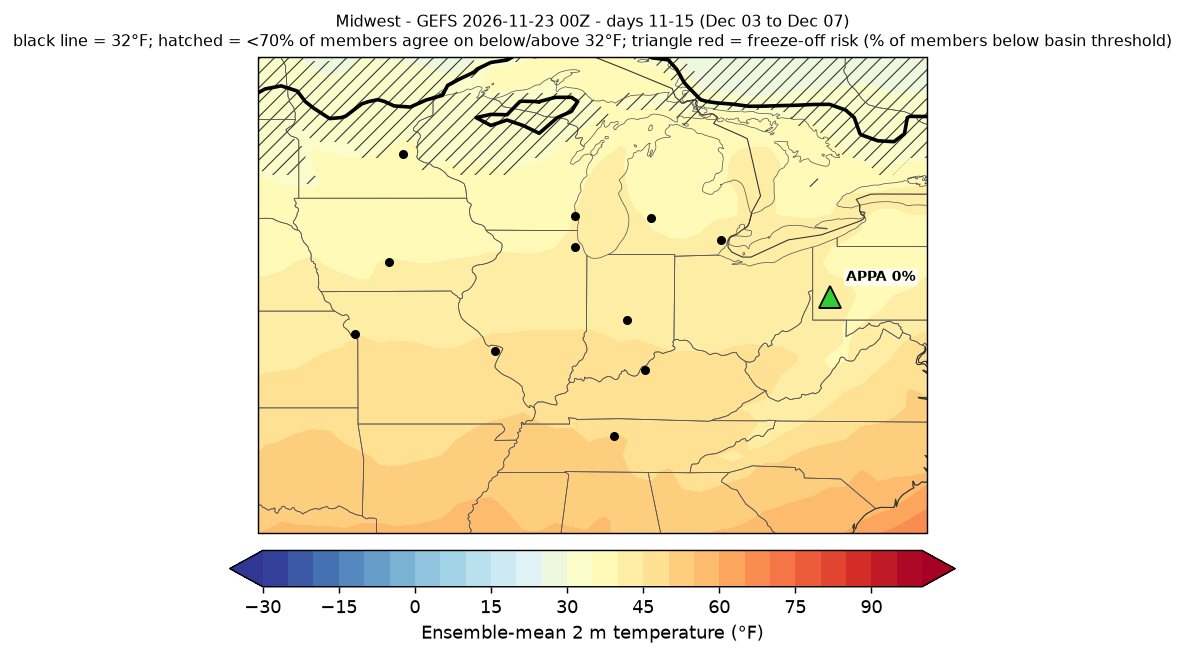 Midwest - GEFS 2026-11-23 00Z - days 11-15 (Dec 03 to Dec 07)
black line = 32°F; hatched = <70% of members agree on below/above 32°F; triangle red = freeze-off risk (% of members below basin threshold)
APPA 0%
−30 −15 0 15 30 45 60 75 90
Ensemble-mean 2 m temperature (°F)